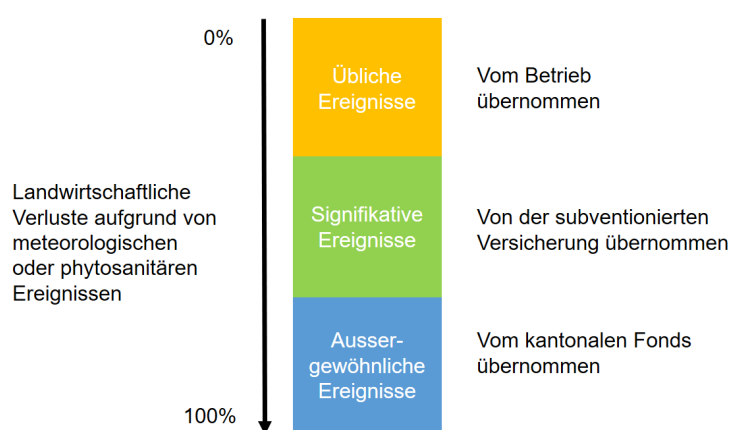 0%
Übliche
Ereignisse
Vom Betrieb
übernommen
Landwirtschaftliche
Verluste aufgrund von
meteorologischen
oder phytosanitären
Ereignissen
Signifikative
Ereignisse
Von der subventionierten
Versicherung übernommen
Ausser-
gewöhnliche
Ereignisse
Vom kantonalen Fonds
übernommen
100%